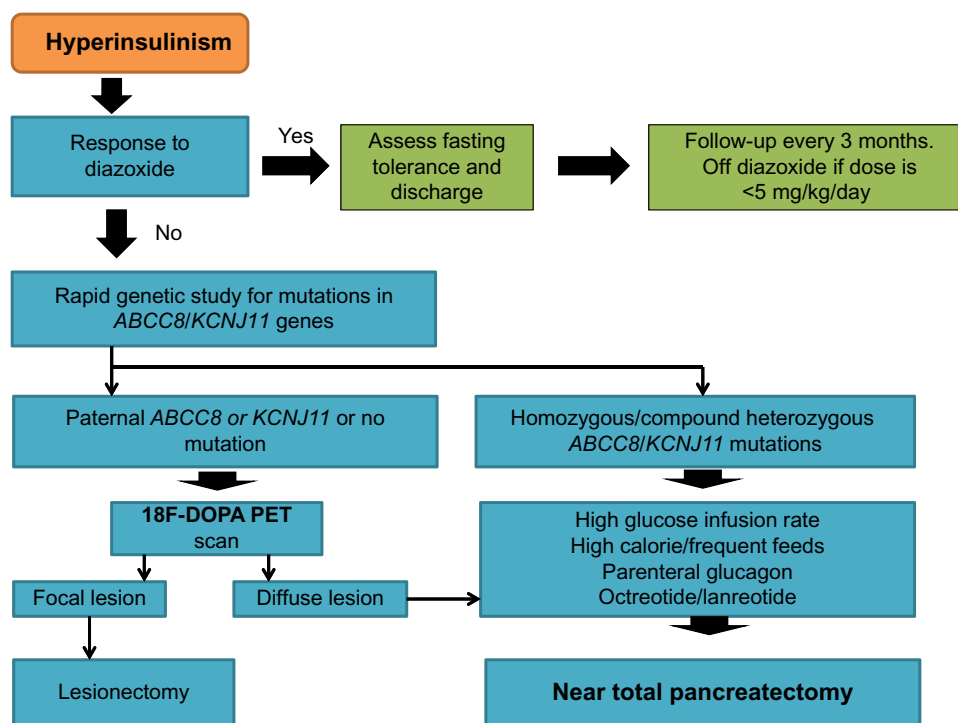 Hyperinsulinism
Response to
diazoxide
Yes
Assess fasting
tolerance and
discharge
Follow-up every 3 months.
Off diazoxide if dose is
<5 mg/kg/day
No
Rapid genetic study for mutations in
ABCC8/KCNJ11 genes
Paternal ABCC8 or KCNJ11 or no
mutation
Homozygous/compound heterozygous
ABCC8/KCNJ11 mutations
18F-DOPA PET
scan
High glucose infusion rate
High calorie/frequent feeds
Parenteral glucagon
Octreotide/lanreotide
Focal lesion
Diffuse lesion
Lesionectomy
Near total pancreatectomy